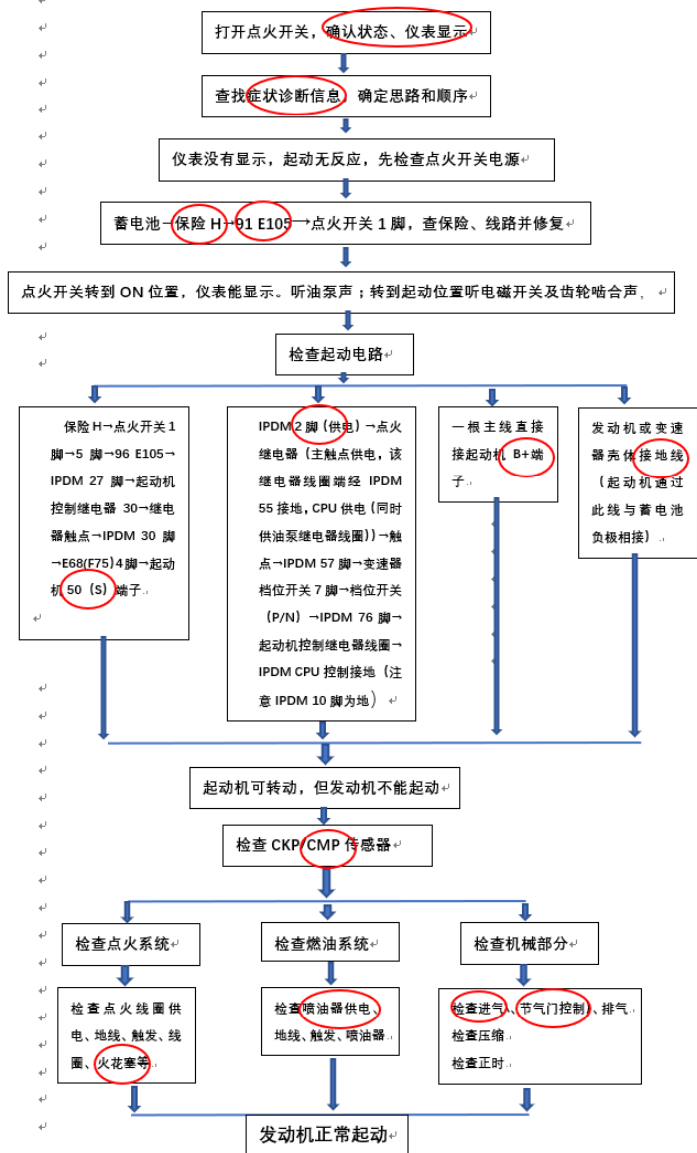 打开点火开关，确认状态、仪表显示
查找症状诊断信息，确定思路和顺序
仪表没有显示，起动无反应，先检查点火开关电源
蓄电池→保险 H→91 E105→点火开关 1 脚，查保险、线路并修复
点火开关转到 ON 位置，仪表能显示。听油泵声；转到起动位置听电磁开关及齿轮啮合声，
检查起动电路
保险 H→点火开关 1
脚→5 脚→96 E105→
IPDM 27 脚→起动机
控制继电器 30→继电
器触点→IPDM 30 脚
→E68(F75)4 脚→起动
机 50（S）端子
IPDM 2 脚（供电）→点火
继电器（主触点供电，该
继电器线圈端经 IPDM
55 接地，CPU 供电（同时
供油泵继电器线圈））→触
点→IPDM 57 脚→变速器
档位开关 7 脚→档位开关
（P/N）→IPDM 76 脚→
起动机控制继电器线圈→
IPDM CPU 控制接地（注
意 IPDM 10 脚为地）
一根主线直接
接起动机 B+端
子
发动机或变速
器壳体接地线
（起动机通过
此线与蓄电池
负极相接）
起动机可转动，但发动机不能起动
检查 CKP/CMP 传感器
检查点火系统
检查燃油系统
检查机械部分
检查点火线圈供
电、地线、触发、线
圈、火花塞等
检查喷油器供电、
地线、触发、喷油器
检查进气、节气门控制、排气
检查压缩
检查正时
发动机正常起动